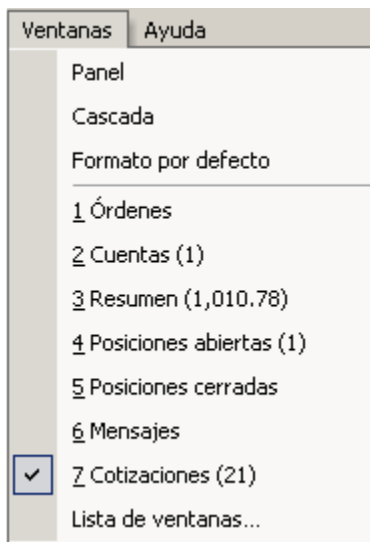 Ventanas Ayuda
Panel
Cascada
Formato por defecto
1 Órdenes
2 Cuentas (1)
3 Resumen (1,010.78)
4 Posiciones abiertas (1)
5 Posiciones cerradas
6 Mensajes
7 Cotizaciones (21)
Lista de ventanas...